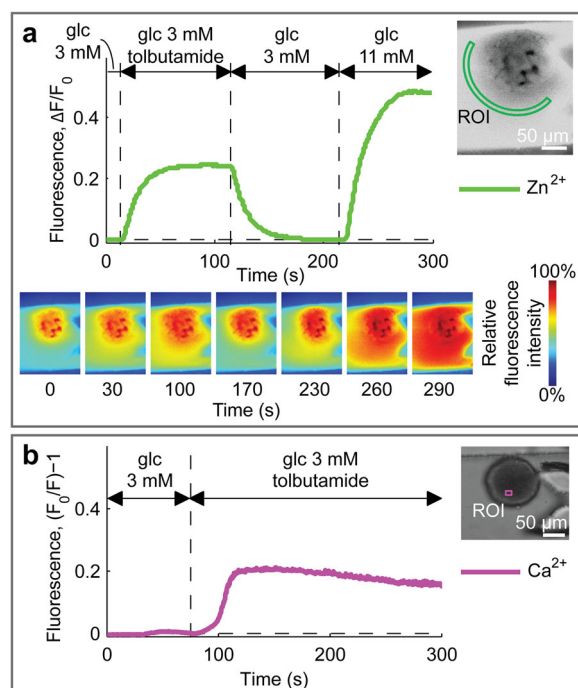 a
glc
3 mM
glc 3 mM
tolbutamide
glc
3 mM
glc
11 mM
Fluorescence, ΔF/F0
0.4
0.2
0
0
100
200
300
Time (s)
ROI
50 µm
Zn2+
0
30
100
170
230
260
290
Time (s)
Relative
fluorescence
intensity
100%
0%
b
glc
3 mM
glc 3 mM
tolbutamide
Fluorescence, (F0/F)−1
0.4
0.2
0
0
100
200
300
Time (s)
ROI
50 µm
Ca2+